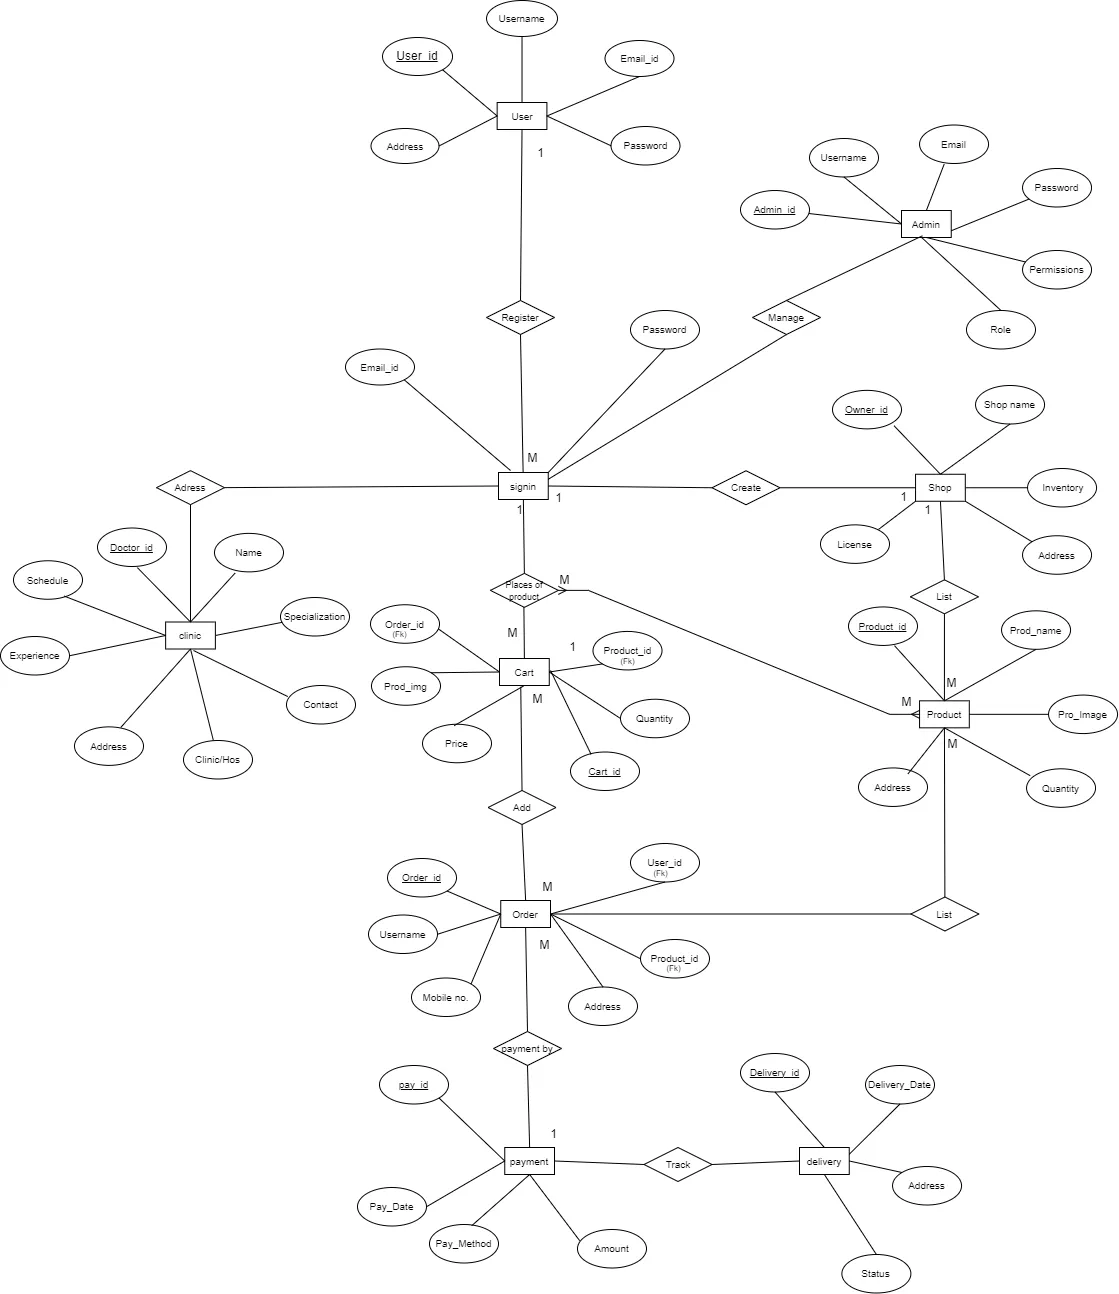 Username
User_id
Email_id
User
Address
Password
1
Email
Username
Password
Admin_id
Admin
Permissions
Role
Register
Manage
Password
Email_id
Shop name
Owner_id
M
Adress
signin
Create
Shop
Inventory
1
1
1
1
License
Address
Doctor_id
Name
Schedule
M
Places of
product
List
Specialization
Order_id
(Fk)
Product_id
Prod_name
clinic
M
1
Product_id
(Fk)
Experience
Cart
Prod_img
M
M
M
Contact
Product
Pro_Image
Quantity
Price
M
Address
Clinic/Hos
Cart_id
Address
Quantity
Add
User_id
(Fk)
Order_id
M
Order
List
Username
M
Product_id
(Fk)
Mobile no.
Address
payment by
Delivery_id
pay_id
Delivery_Date
1
payment
Track
delivery
Address
Pay_Date
Pay_Method
Amount
Status